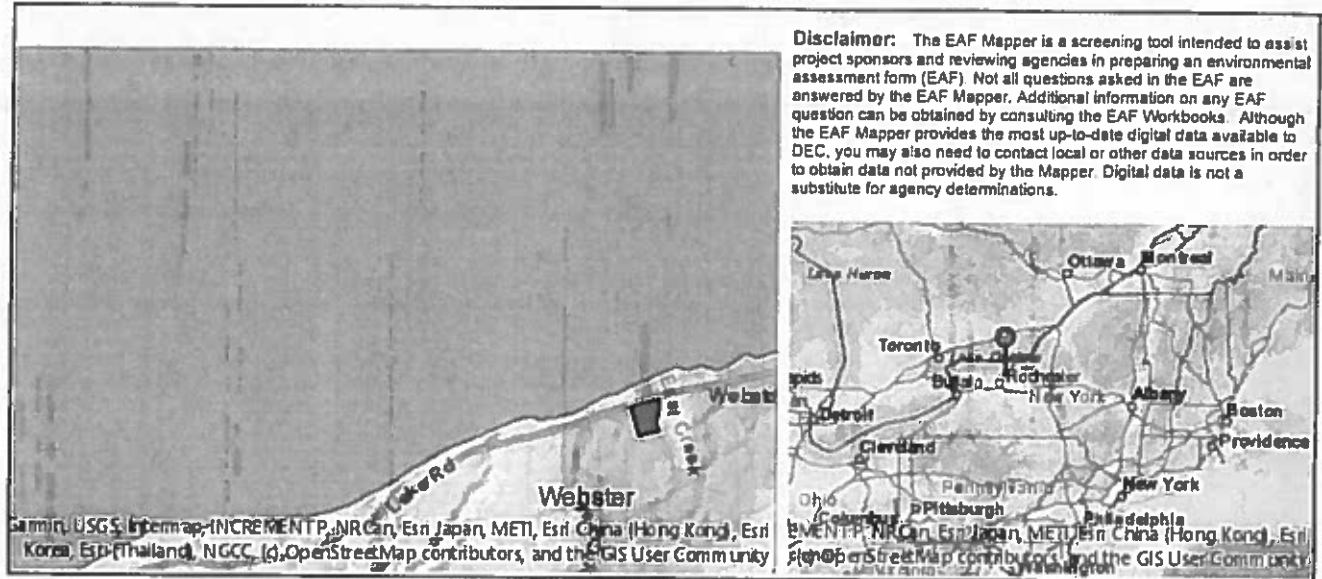 Disclaimer: The EAF Mapper is a screening tool intended to assist
project sponsors and reviewing agencies in preparing an environmental
assessment form (EAF). Not all questions asked in the EAF are
answered by the EAF Mapper. Additional information on any EAF
question can be obtained by consulting the EAF Workbooks. Although
the EAF Mapper provides the most up-to-date digital data available to
DEC, you may also need to contact local or other data sources in order
to obtain data not provided by the Mapper. Digital data is not a
substitute for agency determinations.
Webst
Creek
Lake Rd
Webster
Garmin, USGS, Intermap, INCREMENT P, NRCan, Esri Japan, METI, Esri China (Hong Kong), Esri
Korea, Esri (Thailand), NGCC, (c) OpenStreetMap contributors, and the GIS User Community
Ottawa
Montreal
Lake Huron
Main
Toronto
Rochester
apids
New York
Albany
Detroit
Boston
Cleveland
Providence
Pennsylvania
New York
Ohio
Pittsburgh
Columbus
Philadelphia
EMENT P, NRCan, Esri Japan, METI, Esri China (Hong Kong), Esri
(c) OpenStreetMap contributors, and the GIS User Community
Washington